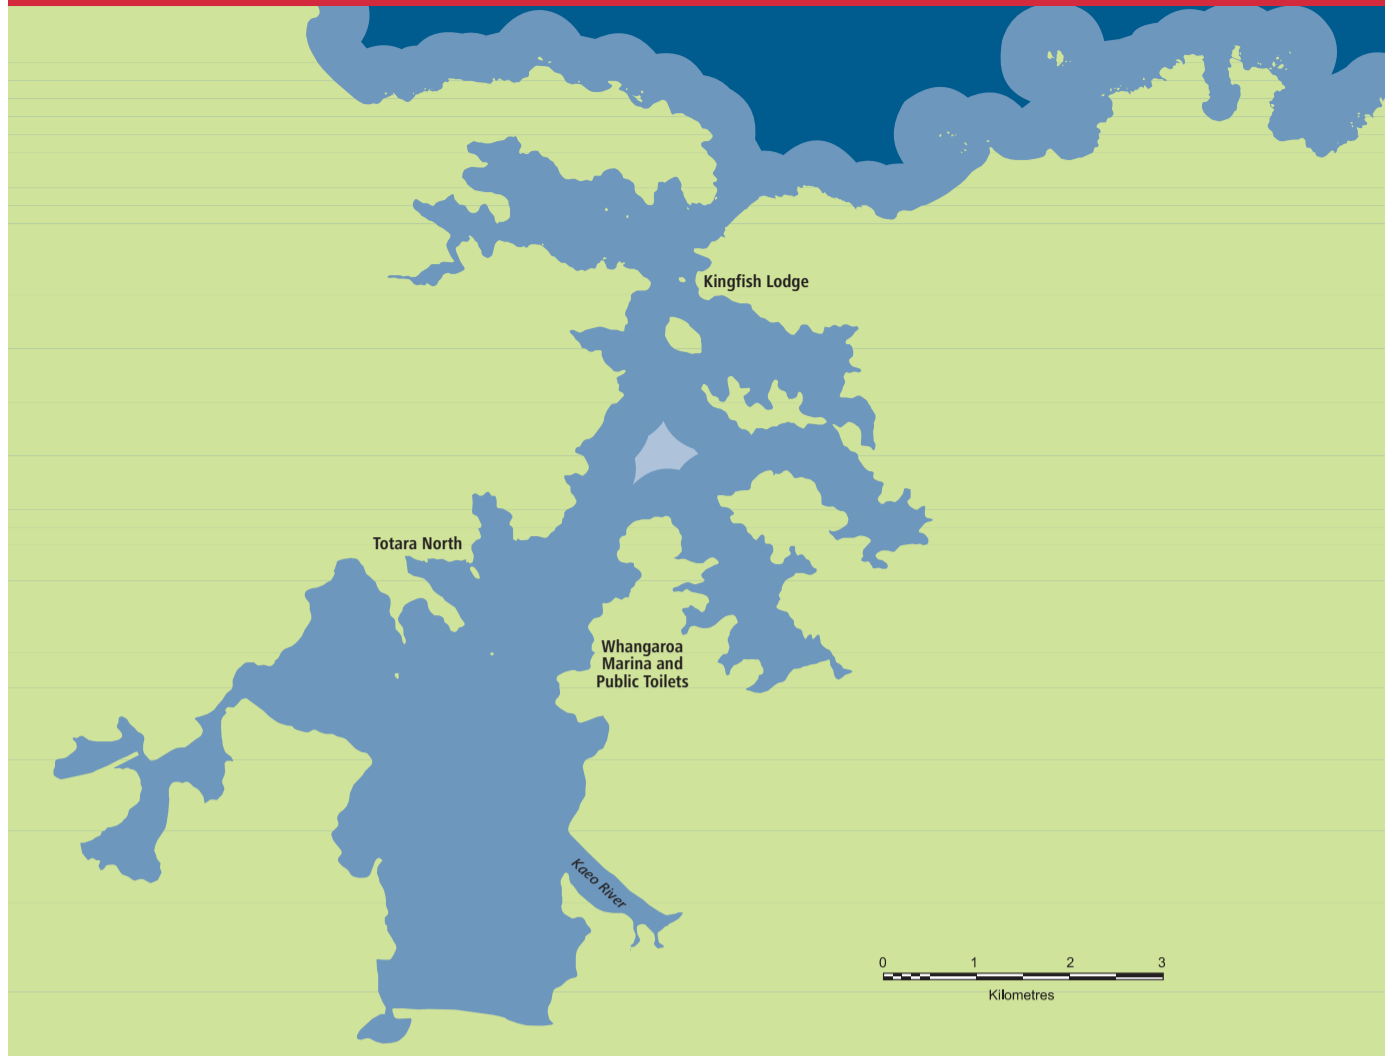 Kingfish Lodge
Totara North
Whangaroa
Marina and
Public Toilets
Kaeo River
0 1 2 3
Kilometres